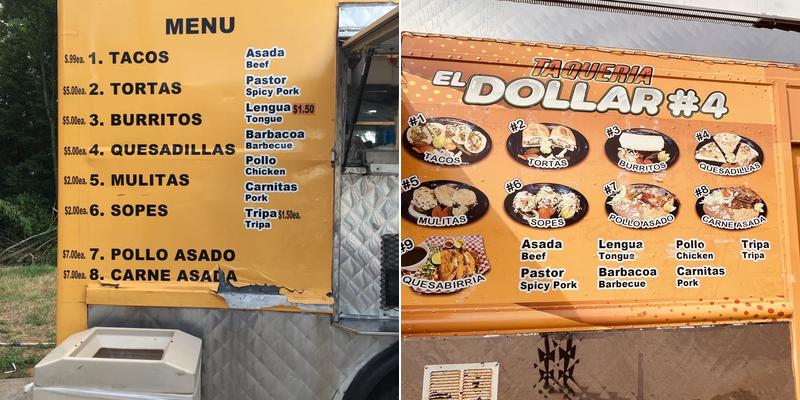 MENU
$.99ea. 1. TACOS
$5.00ea. 2. TORTAS
$5.00ea. 3. BURRITOS
$5.00ea. 4. QUESADILLAS
$2.00ea. 5. MULITAS
$2.00ea. 6. SOPES
$7.00ea. 7. POLLO ASADO
$7.00ea. 8. CARNE ASADA
Asada
Beef
Pastor
Spicy Pork
Lengua $1.50
Tongue
Barbacoa
Barbecue
Pollo
Chicken
Carnitas
Pork
Tripa $1.50ea.
Tripa
TAQUERIA
EL DOLLAR #4
#1 TACOS
#2 TORTAS
#3 BURRITOS
#4 QUESADILLAS
#5 MULITAS
#6 SOPES
#7 POLLO ASADO
#8 CARNE ASADA
#9 QUESABIRRIA
Asada
Beef
Pastor
Spicy Pork
Lengua
Tongue
Barbacoa
Barbecue
Pollo
Chicken
Carnitas
Pork
Tripa
Tripa